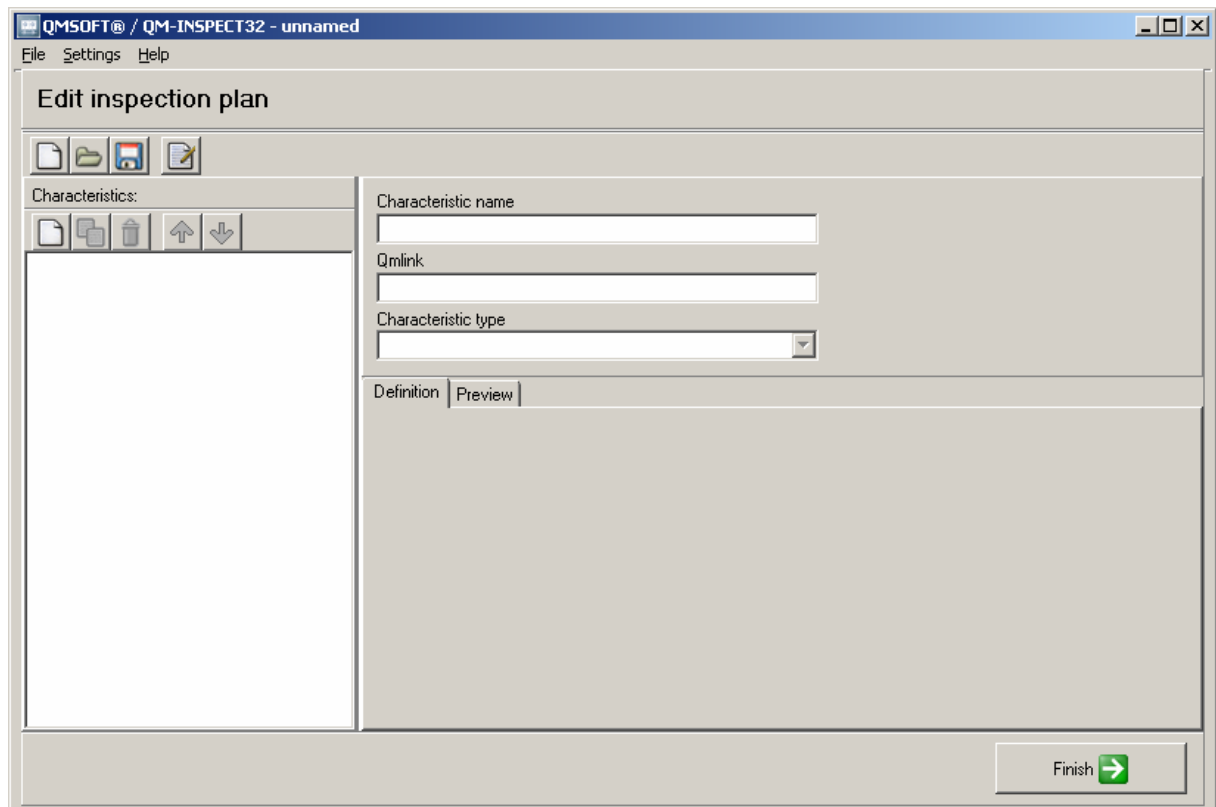 QMSOFT® / QM-INSPECT32 - unnamed
File Settings Help
Edit inspection plan
Characteristics:
Characteristic name
Qmlink
Characteristic type
Definition Preview
Finish